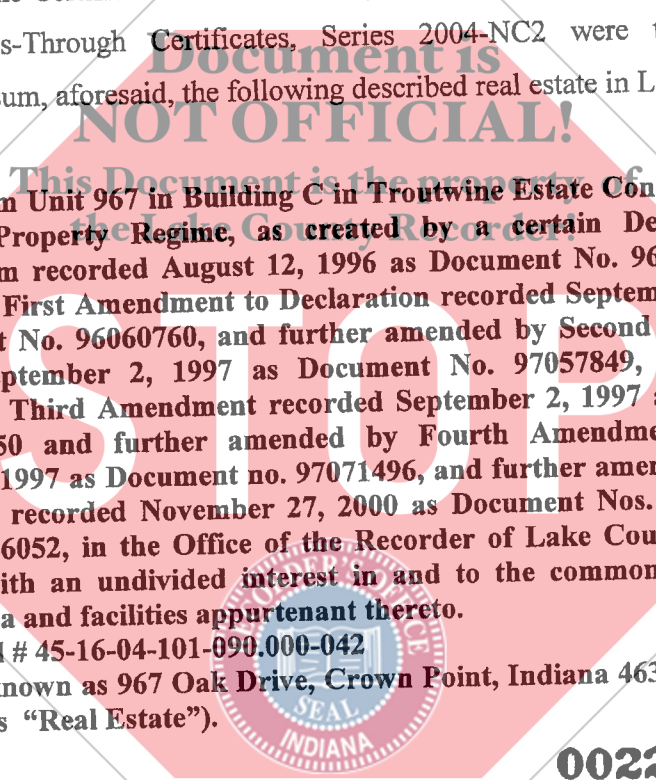 s-Through Certificates, Series 2004-NC2 were
Document is
um, aforesaid, the following described real estate in L
NOT OFFICIAL!
This Document is the property of
m Unit 967 in Building C in Troutwine Estate Con
the Lake County Recorder!
Property Regime, as created by a certain De
m recorded August 12, 1996 as Document No. 96
First Amendment to Declaration recorded Septem
t No. 96060760, and further amended by Second
ptember 2, 1997 as Document No. 97057849,
Third Amendment recorded September 2, 1997
50 and further amended by Fourth Amendme
1997 as Document no. 97071496, and further amen
recorded November 27, 2000 as Document Nos.
6052, in the Office of the Recorder of Lake Cou
ith an undivided interest in and to the common
a and facilities appurtenant thereto.
# 45-16-04-101-090.000-042
nown as 967 Oak Drive, Crown Point, Indiana 463
s “Real Estate”).
STOP
SEAL
INDIANA
0022